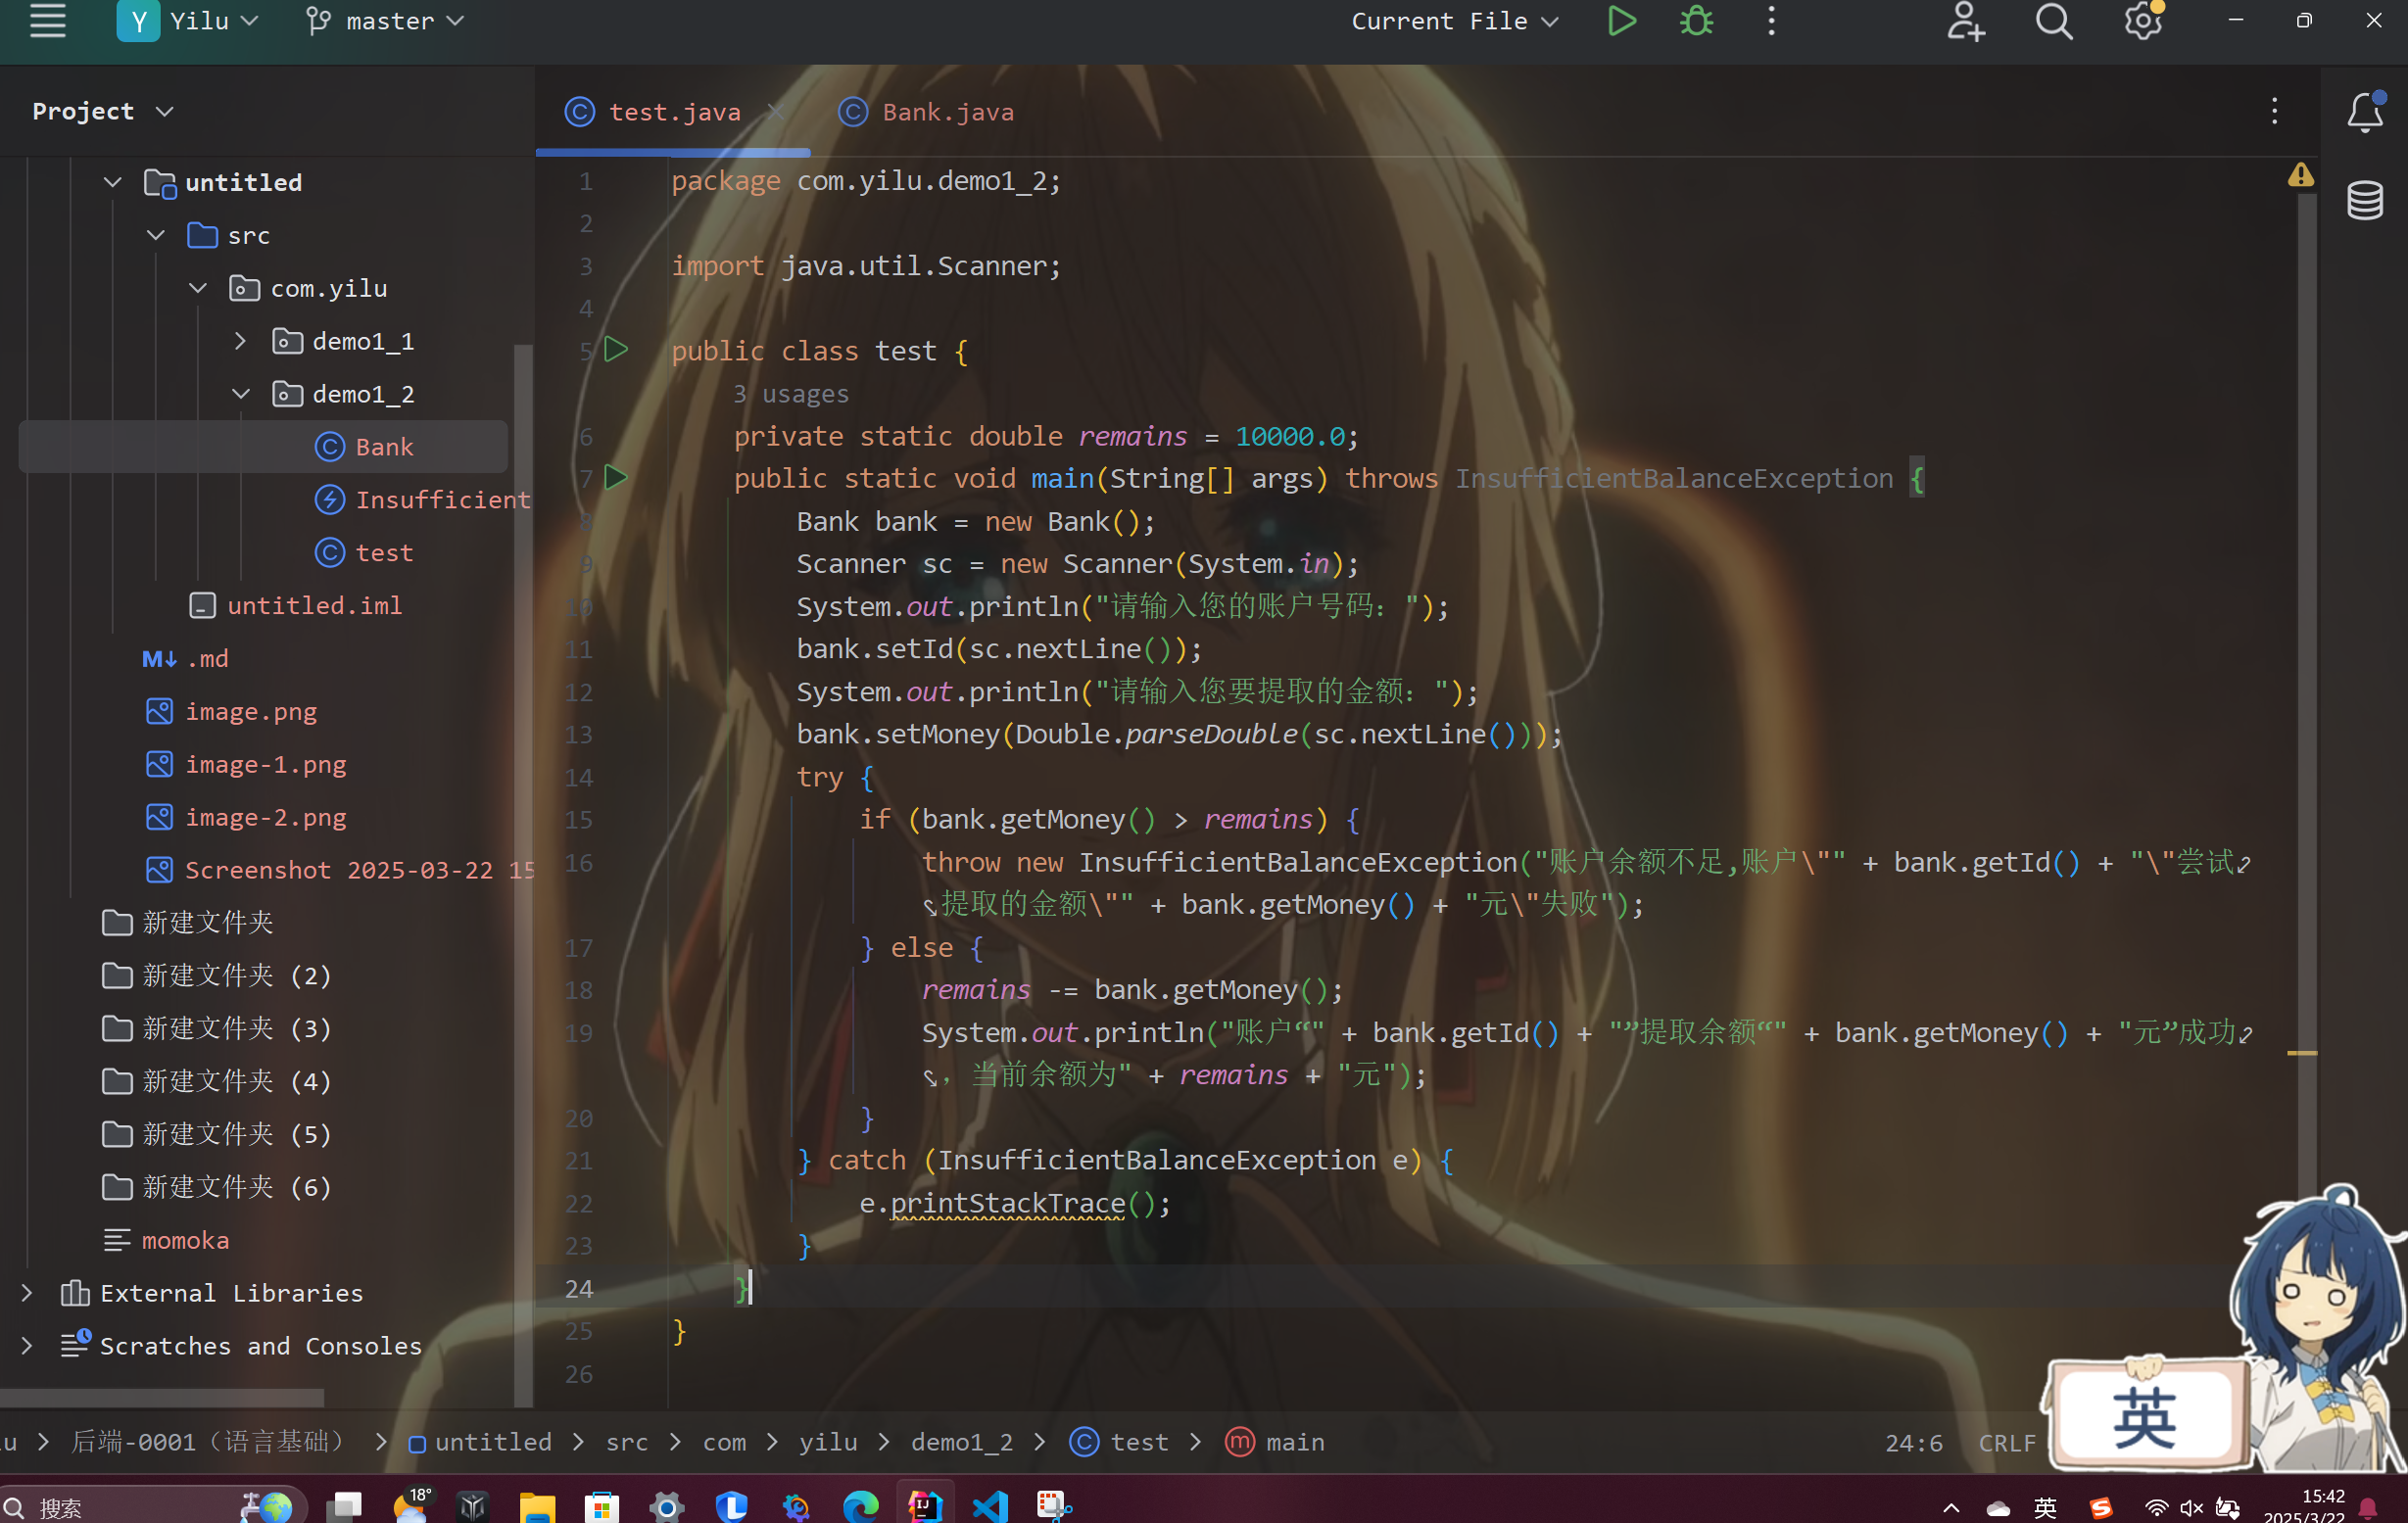 Y Yilu master Current File
Project
test.java Bank.java
untitled
src
com.yilu
demo1_1
demo1_2
Bank
Insufficient
test
untitled.iml
M↓ .md
image.png
image-1.png
image-2.png
Screenshot 2025-03-22 15
新建文件夹
新建文件夹 (2)
新建文件夹 (3)
新建文件夹 (4)
新建文件夹 (5)
新建文件夹 (6)
momoka
External Libraries
Scratches and Consoles
1 package com.yilu.demo1_2;
2
3 import java.util.Scanner;
4
5 public class test {
3 usages
6 private static double remains = 10000.0;
7 public static void main(String[] args) throws InsufficientBalanceException {
8 Bank bank = new Bank();
9 Scanner sc = new Scanner(System.in);
10 System.out.println("请输入您的账户号码：");
11 bank.setId(sc.nextLine());
12 System.out.println("请输入您要提取的金额：");
13 bank.setMoney(Double.parseDouble(sc.nextLine()));
14 try {
15 if (bank.getMoney() > remains) {
16 throw new InsufficientBalanceException("账户余额不足,账户\"" + bank.getId() + "\"尝试
提取的金额\"" + bank.getMoney() + "元\"失败");
17 } else {
18 remains -= bank.getMoney();
19 System.out.println("账户“" + bank.getId() + "”提取余额“" + bank.getMoney() + "元”成功
，当前余额为" + remains + "元");
20 }
21 } catch (InsufficientBalanceException e) {
22 e.printStackTrace();
23 }
24 }
25 }
26
英
lu > 后端-0001（语言基础） > untitled > src > com > yilu > demo1_2 > test > main 24:6 CRLF
搜索 18° 英 15:42
2025/3/22